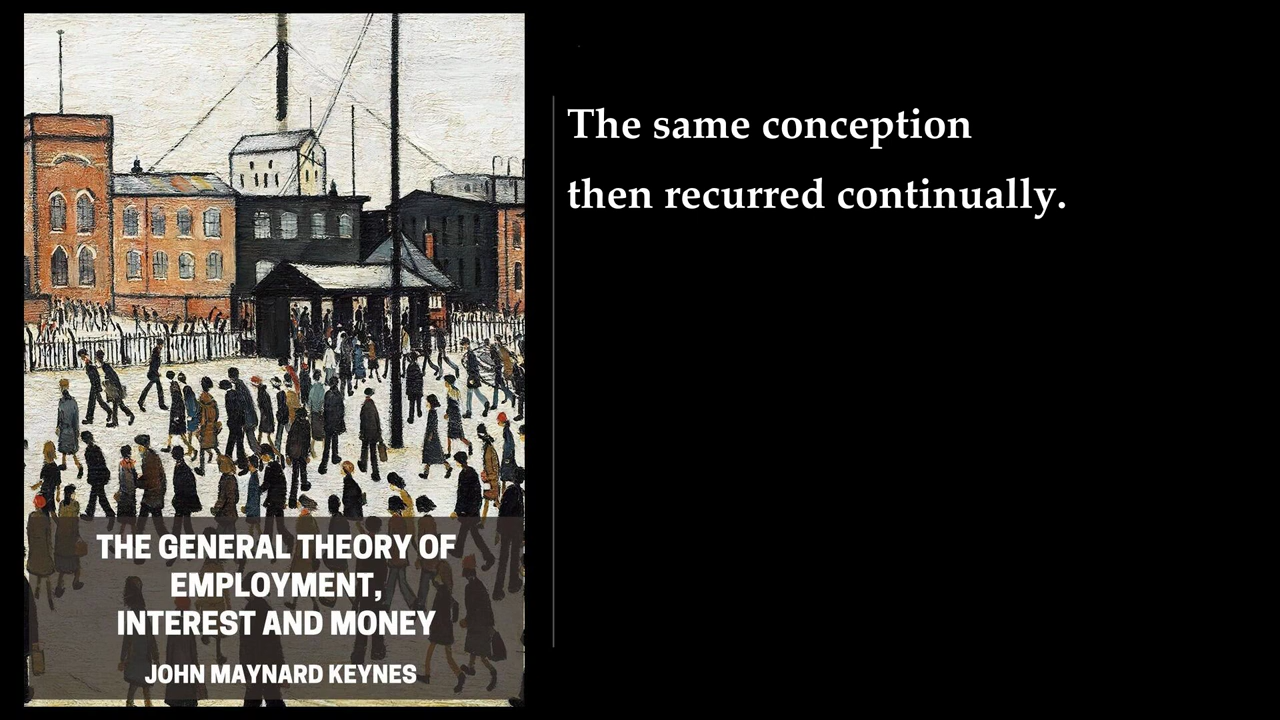 The same conception
then recurred continually.
THE GENERAL THEORY OF
EMPLOYMENT,
INTEREST AND MONEY
JOHN MAYNARD KEYNES